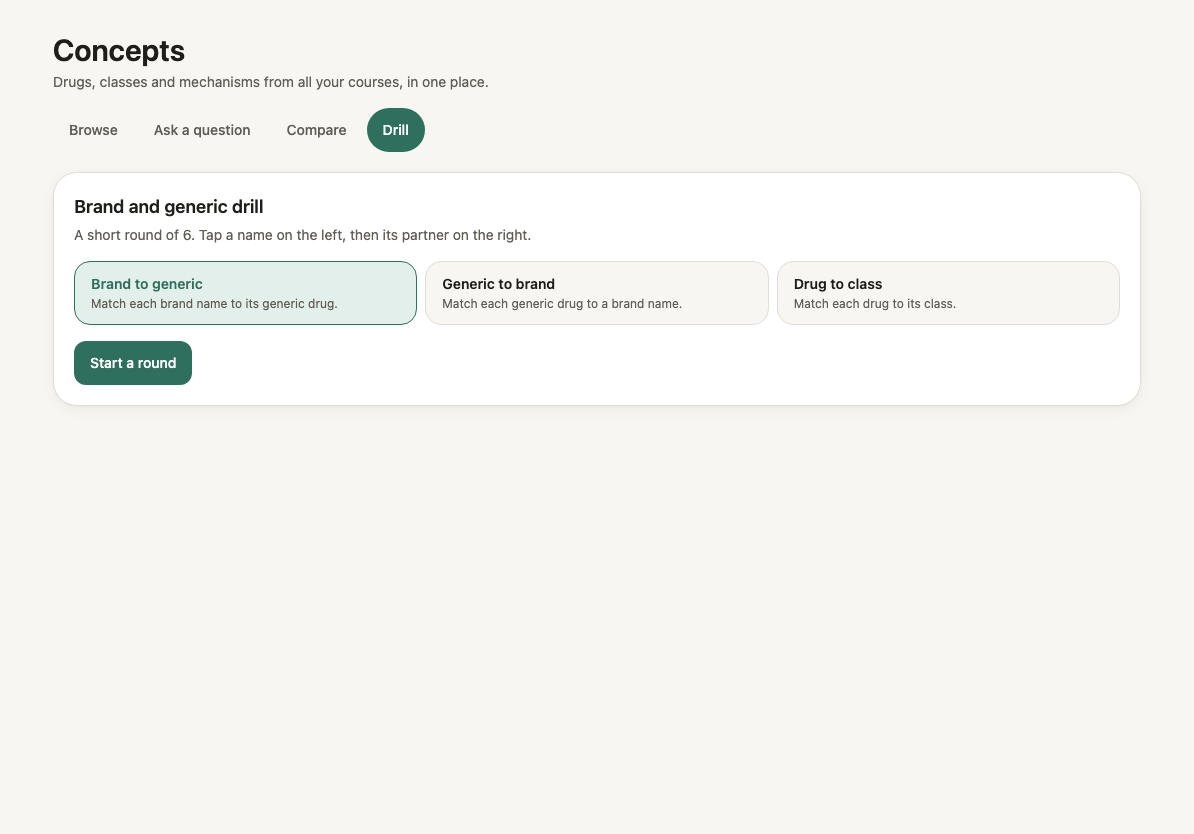 Concepts
Drugs, classes and mechanisms from all your courses, in one place.
Browse
Ask a question
Compare
Drill
Brand and generic drill
A short round of 6. Tap a name on the left, then its partner on the right.
Brand to generic
Match each brand name to its generic drug.
Generic to brand
Match each generic drug to a brand name.
Drug to class
Match each drug to its class.
Start a round